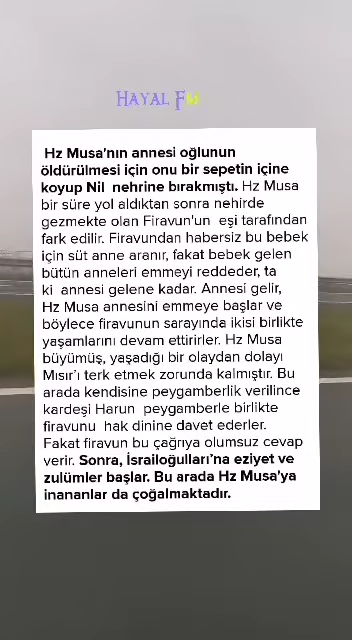 HAYAL F
Hz Musa'nın annesi oğlunun
öldürülmesi için onu bir sepetin içine
koyup Nil nehrine bırakmıştı. Hz Musa
bir süre yol aldıktan sonra nehirde
gezmekte olan Firavun'un eşi tarafından
fark edilir. Firavundan habersiz bu bebek
için süt anne aranır, fakat bebek gelen
bütün anneleri emmeyi reddeder, ta
ki annesi gelene kadar. Annesi gelir,
Hz Musa annesini emmeye başlar ve
böylece firavunun sarayında ikisi birlikte
yaşamlarını devam ettirirler. Hz Musa
büyümüş, yaşadığı bir olaydan dolayı
Mısır'ı terk etmek zorunda kalmıştır. Bu
arada kendisine peygamberlik verilince
kardeşi Harun peygamberle birlikte
firavunu hak dinine davet ederler.
Fakat firavun bu çağrıya olumsuz cevap
verir. Sonra, İsrailoğulları'na eziyet ve
zulümler başlar. Bu arada Hz Musa'ya
inananlar da çoğalmaktadır.